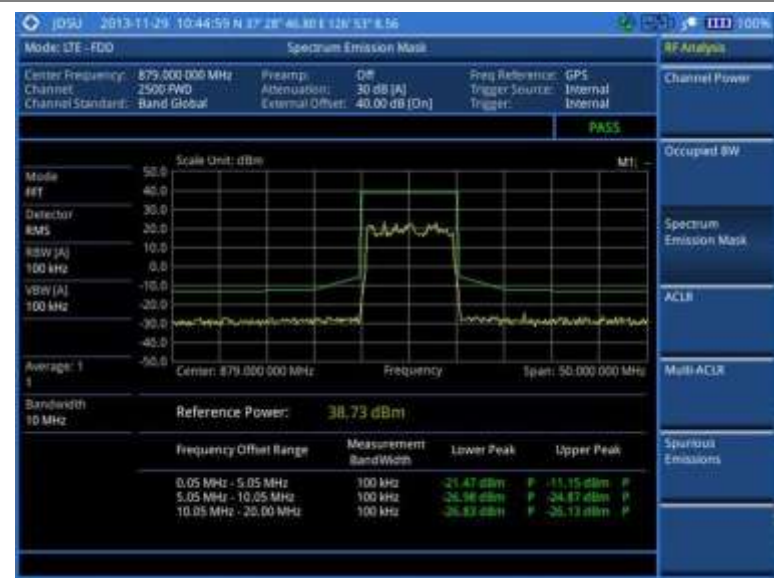 JDSU 2013-11-29 10:44:59 N 37° 28' 46.80 E 126° 53' 8.56 100%
Mode: LTE - FDD Spectrum Emission Mask RF Analysis
Center Frequency: 879.000 000 MHz Preamp: Off Freq Reference: GPS
Channel: 2500 FWD Attenuation: 30 dB [A] Trigger Source: Internal
Channel Standard: Band Global External Offset: 40.00 dB [On] Trigger: Internal
PASS
Channel Power
Occupied BW
Spectrum Emission Mask
ACLR
Multi-ACLR
Spurious Emissions
Mode
FFT
Detector
RMS
RBW [A]
100 kHz
VBW [A]
100 kHz
Average: 1
1
Bandwidth
10 MHz
Scale Unit: dBm M1: --
50.0
40.0
30.0
20.0
10.0
0.0
-10.0
-20.0
-30.0
-40.0
-50.0
Center: 879.000 000 MHz Frequency Span: 50.000 000 MHz
Reference Power: 38.73 dBm
Frequency Offset Range Measurement BandWidth Lower Peak Upper Peak
0.05 MHz - 5.05 MHz 100 kHz -21.47 dBm P -11.15 dBm P
5.05 MHz - 10.05 MHz 100 kHz -26.98 dBm P -24.87 dBm P
10.05 MHz - 20.00 MHz 100 kHz -26.83 dBm P -26.13 dBm P